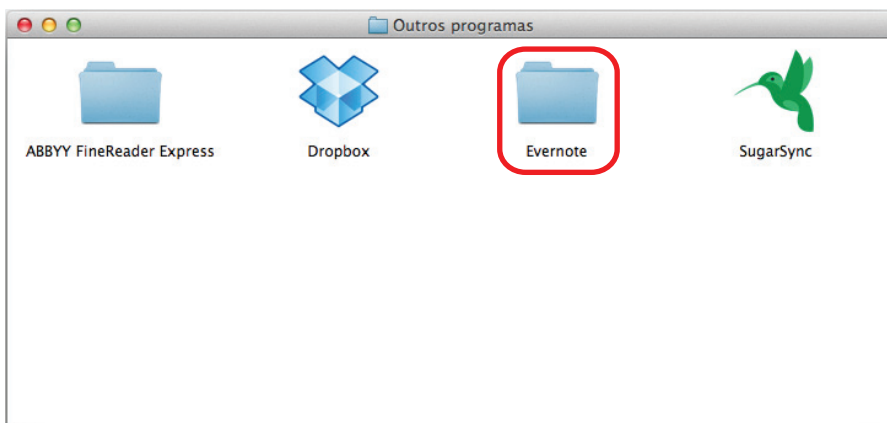 Outros programas
ABBYY FineReader Express
Dropbox
Evernote
SugarSync